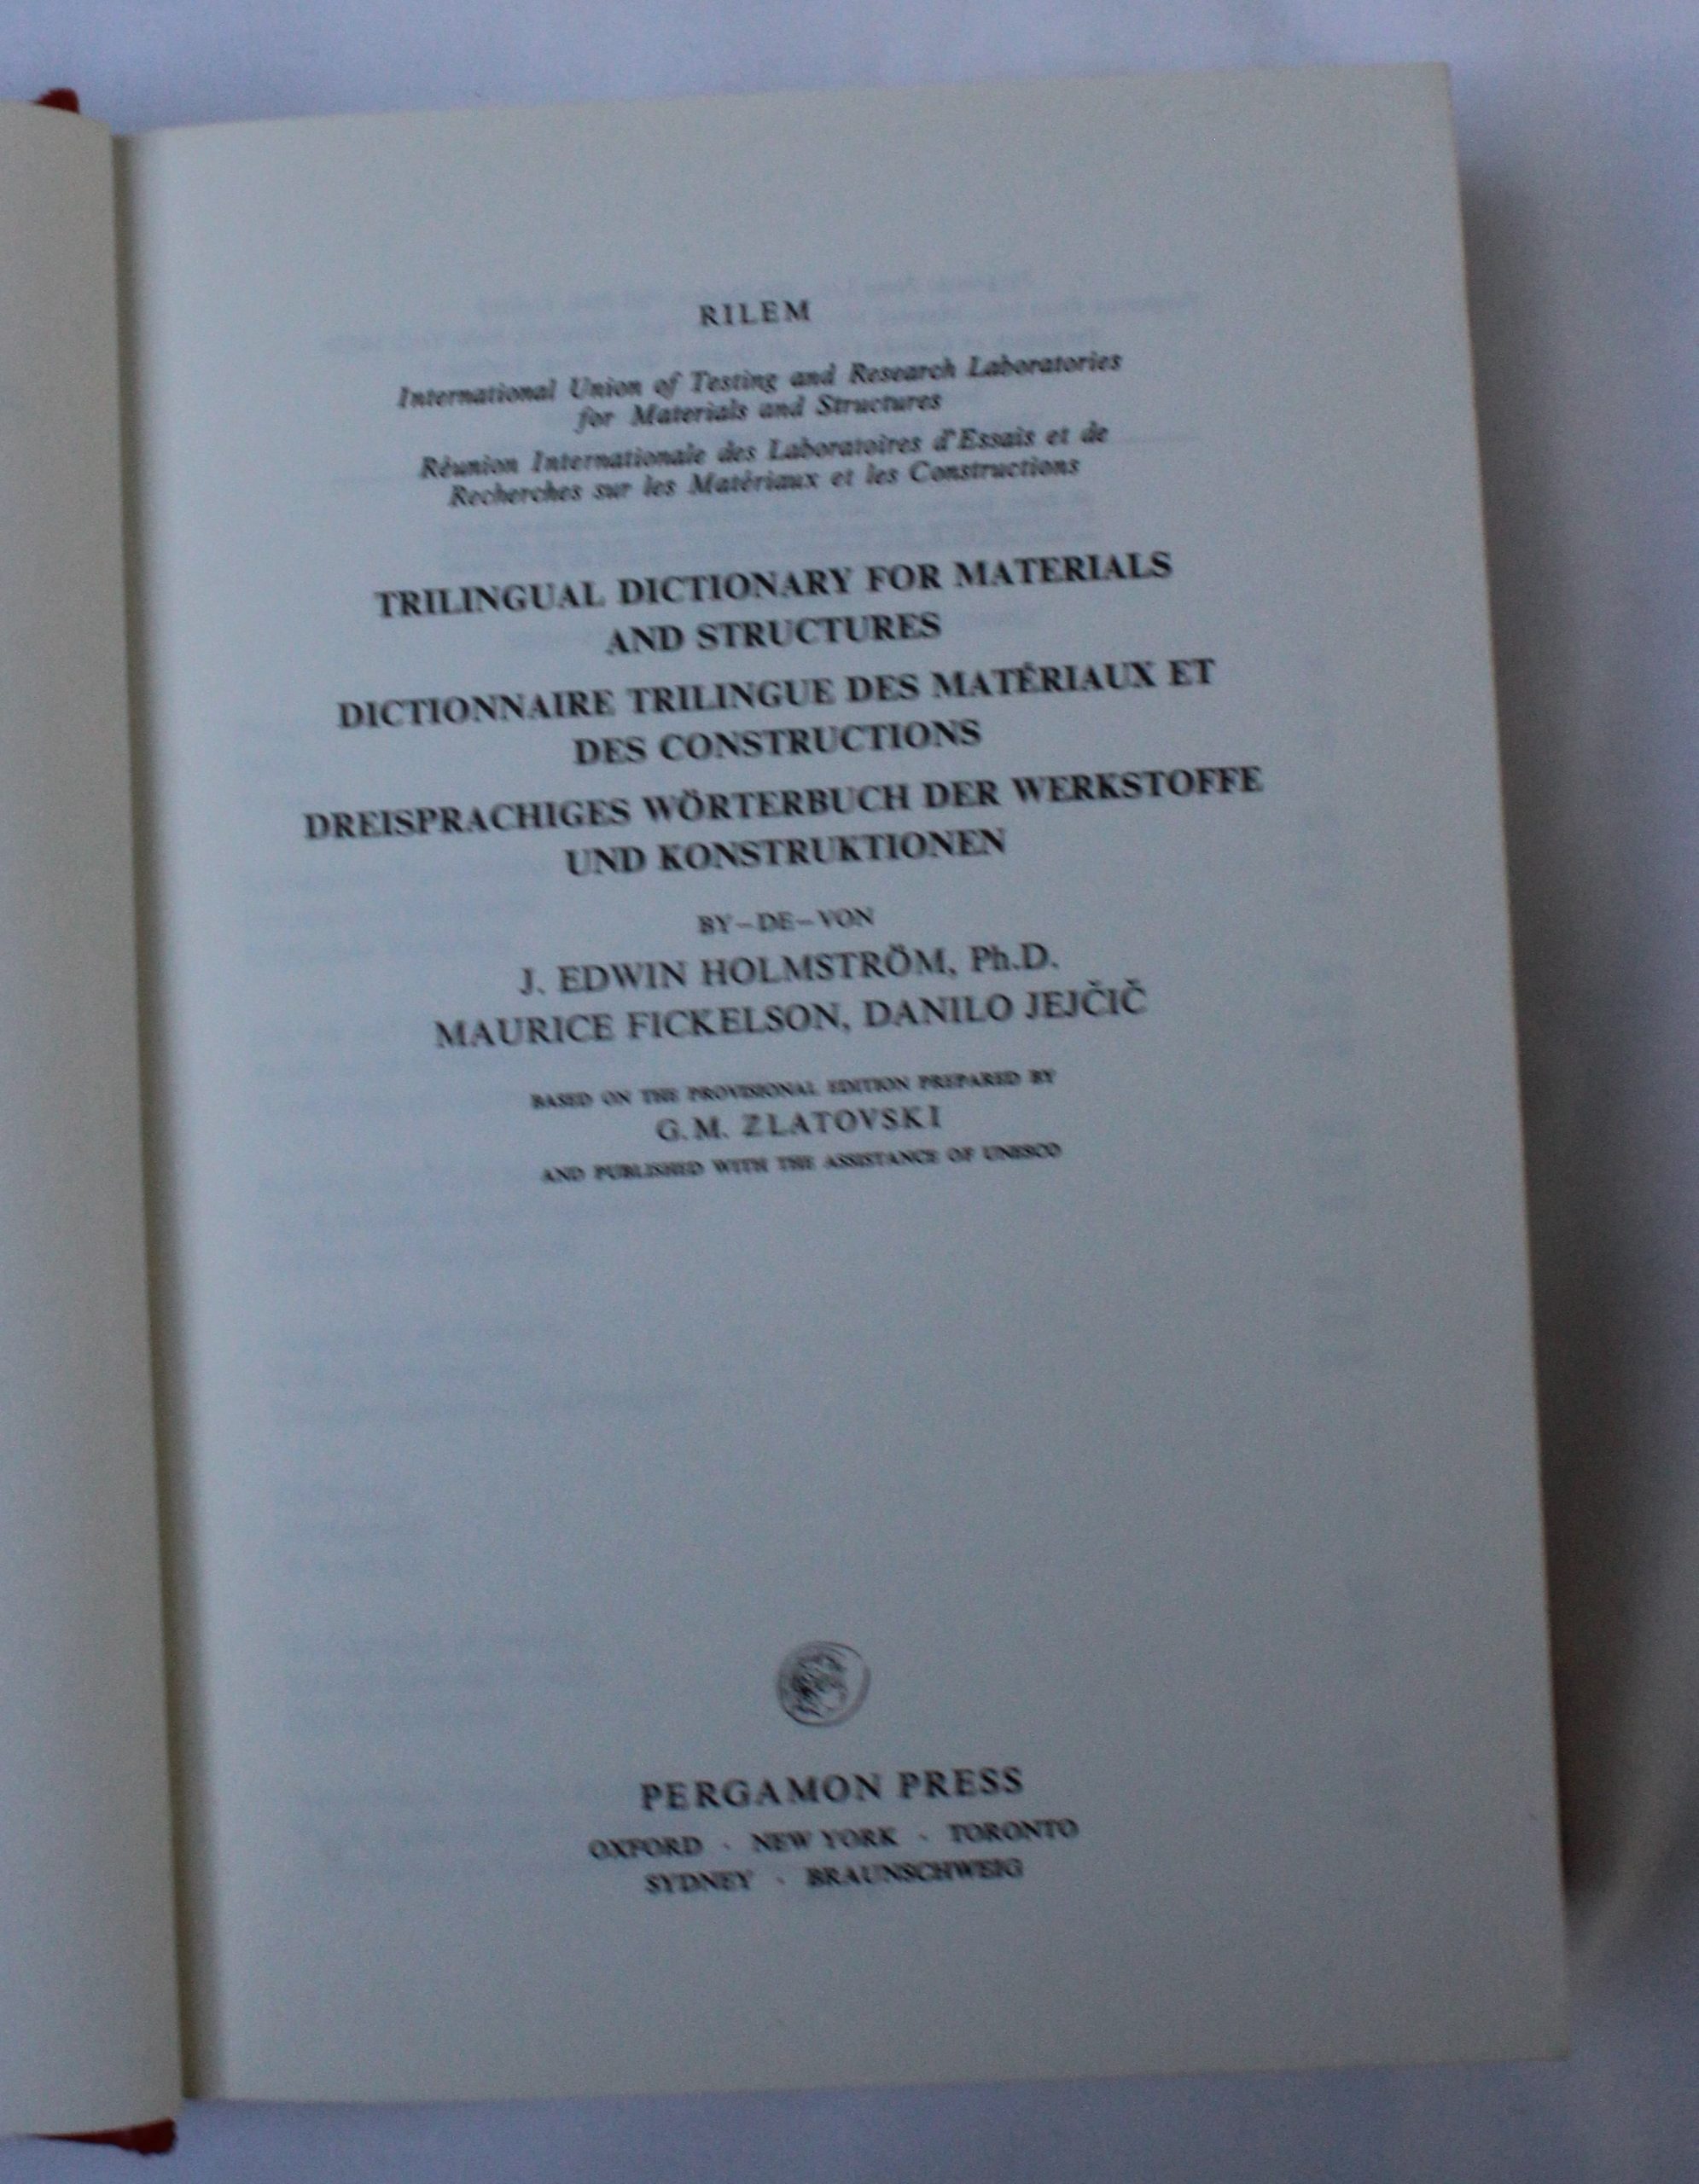 RILEM
International Union of Testing and Research Laboratories
for Materials and Structures
Réunion Internationale des Laboratoires d'Essais et de
Recherches sur les Matériaux et les Constructions
TRILINGUAL DICTIONARY FOR MATERIALS
AND STRUCTURES
DICTIONNAIRE TRILINGUE DES MATÉRIAUX ET
DES CONSTRUCTIONS
DREISPRACHIGES WÖRTERBUCH DER WERKSTOFFE
UND KONSTRUKTIONEN
BY–DE–VON
J. EDWIN HOLMSTRÖM, Ph.D.
MAURICE FICKELSON, DANILO JEJČIČ
BASED ON THE PROVISIONAL EDITION PREPARED BY
G. M. ZLATOVSKI
AND PUBLISHED WITH THE ASSISTANCE OF UNESCO
PERGAMON PRESS
OXFORD · NEW YORK · TORONTO
SYDNEY · BRAUNSCHWEIG